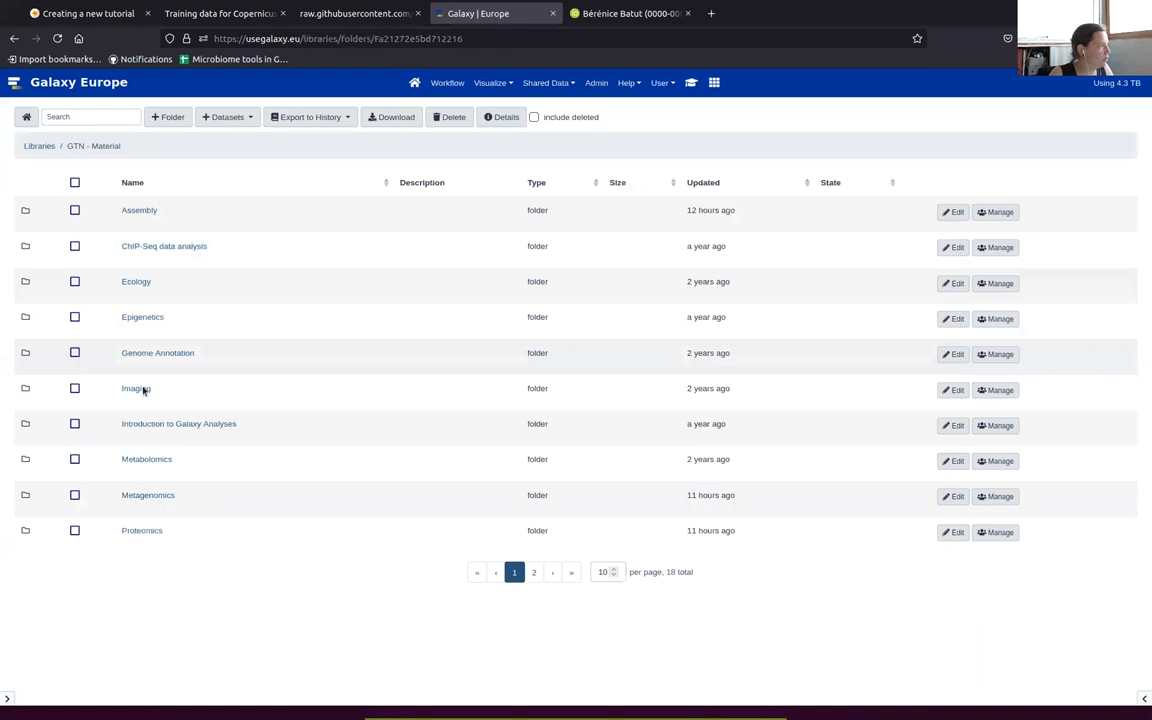 Creating a new tutorial
Training data for Copernicus
raw.githubusercontent.com
Galaxy | Europe
Bérénice Batut (0000-00
https://usegalaxy.eu/libraries/folders/Fa21272e5bd712216
Import bookmarks...
Notifications
Microbiome tools in G...
Galaxy Europe
Workflow
Visualize
Shared Data
Admin
Help
User
Using 4.3 TB
Search
+ Folder
+ Datasets
Export to History
Download
Delete
Details
include deleted
Libraries / GTN - Material
Name Description Type Size Updated State
Assembly folder 12 hours ago Edit Manage
ChIP-Seq data analysis folder a year ago Edit Manage
Ecology folder 2 years ago Edit Manage
Epigenetics folder a year ago Edit Manage
Genome Annotation folder 2 years ago Edit Manage
Imaging folder 2 years ago Edit Manage
Introduction to Galaxy Analyses folder a year ago Edit Manage
Metabolomics folder 2 years ago Edit Manage
Metagenomics folder 11 hours ago Edit Manage
Proteomics folder 11 hours ago Edit Manage
« ‹ 1 2 › » 10 per page, 18 total